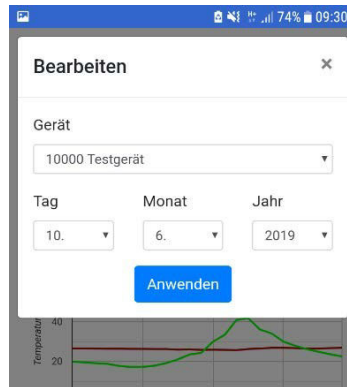 74% 09:30
Bearbeiten ×
Gerät
10000 Testgerät
Tag Monat Jahr
10. 6. 2019
Anwenden
40
Temperatur
20